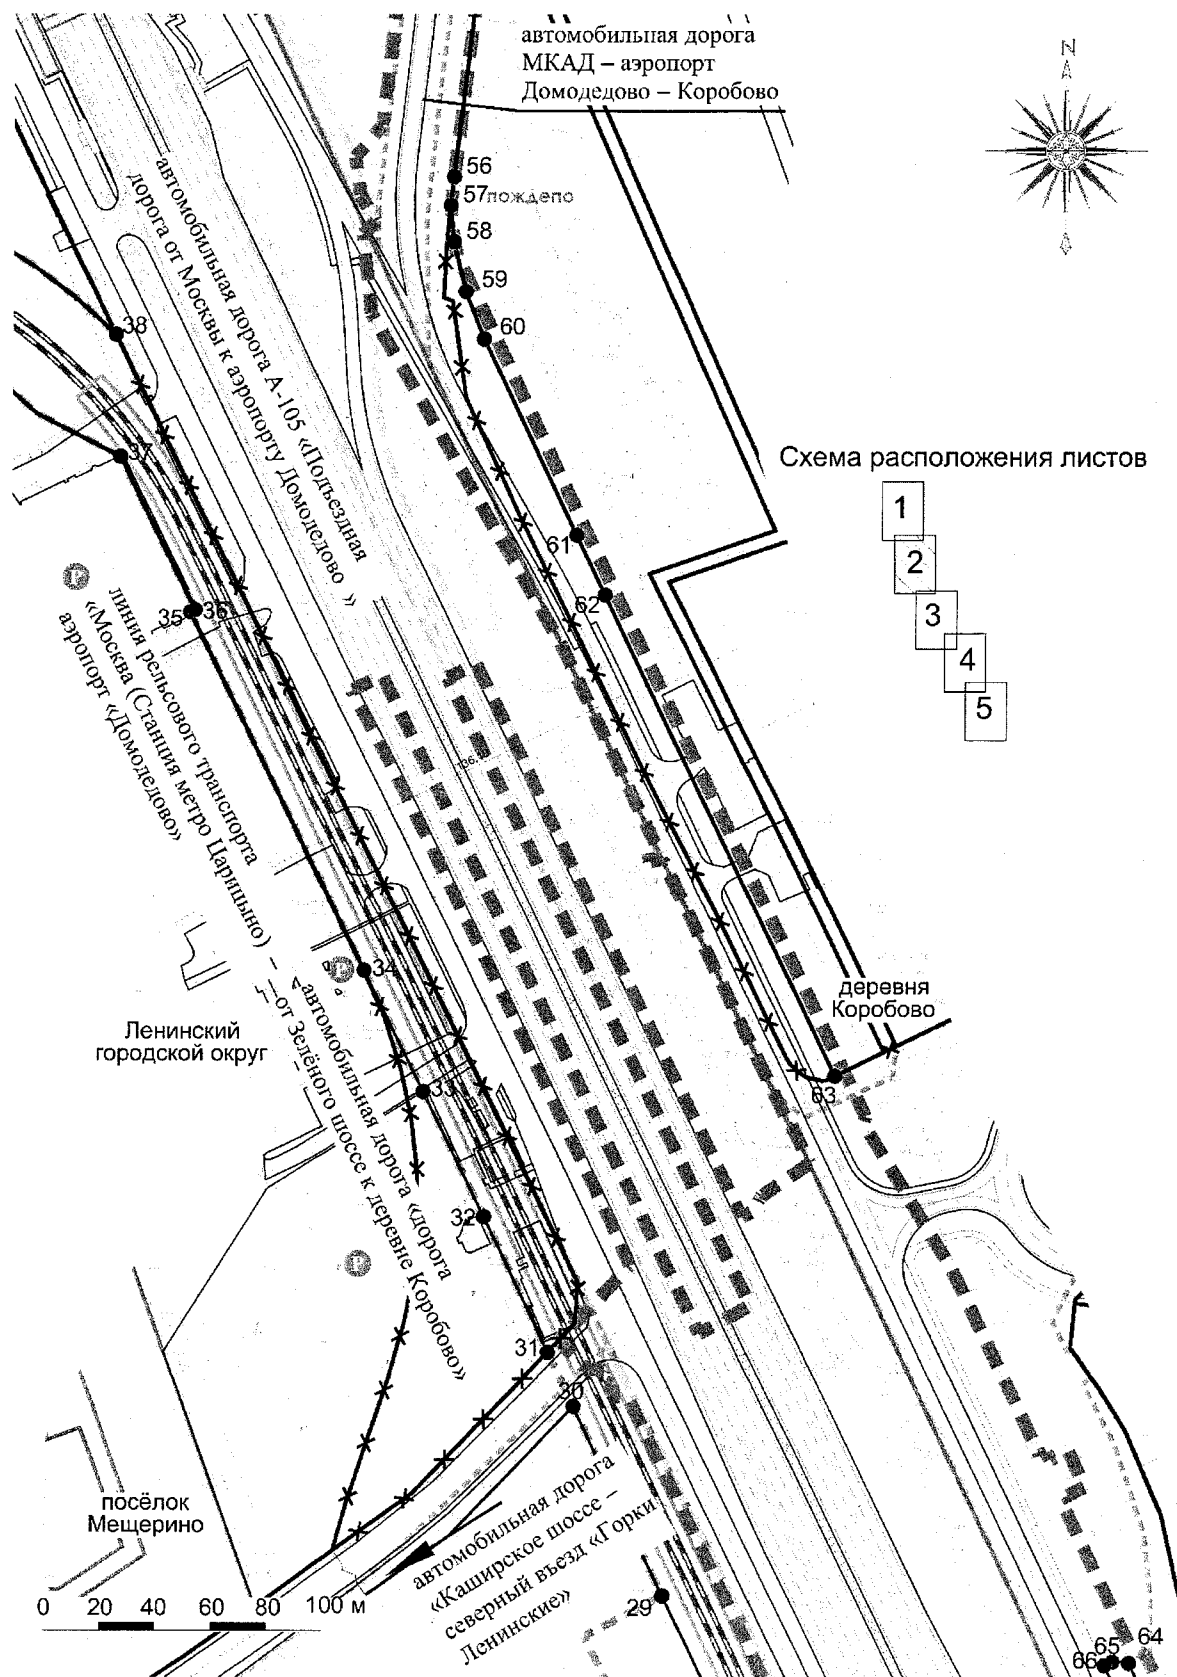 автомобильная дорога
МКАД – аэропорт
Домодедово – Коробово
N
56
57
пождепо
58
59
60
38
37
автомобильная дорога А-105 «Подъездная
дорога от Москвы к аэропорту Домодедово »
Схема расположения листов
1
2
3
4
5
61
62
35
36
линия рельсового транспорта
«Москва (Станция метро Царицыно) –
аэропорт «Домодедово»
Р
136.
34
Р
деревня
Коробово
Ленинский
городской округ
автомобильная дорога «дорога
от Зелёного шоссе к деревне Коробово»
33
63
32
Р
31
30
посёлок
Мещерино
автомобильная дорога
«Каширское шоссе –
северный въезд «Горки
Ленинские»
29
0 20 40 60 80 100 м
64
65
66